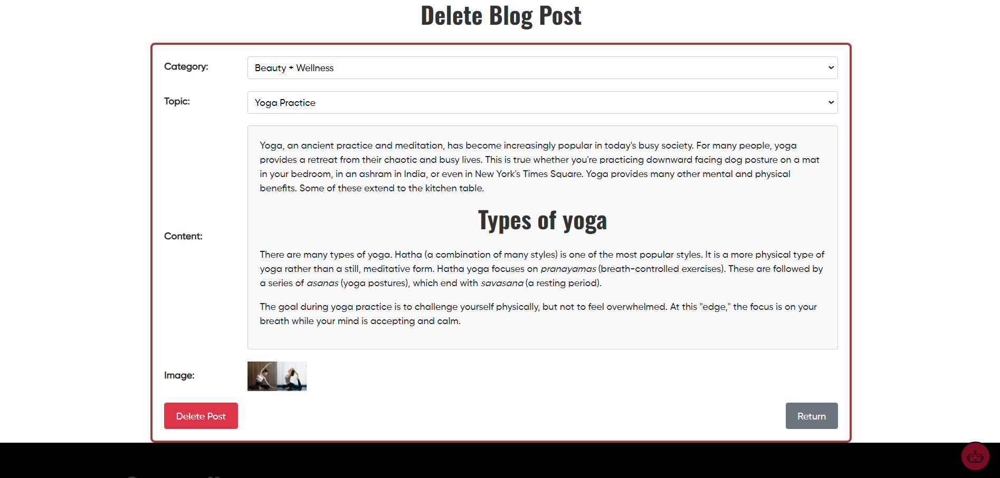 Delete Blog Post
Category:
Beauty + Wellness
Topic:
Yoga Practice
Content:
Yoga, an ancient practice and meditation, has become increasingly popular in today's busy society. For many people, yoga
provides a retreat from their chaotic and busy lives. This is true whether you're practicing downward facing dog posture on a mat
in your bedroom, in an ashram in India, or even in New York's Times Square. Yoga provides many other mental and physical
benefits. Some of these extend to the kitchen table.
Types of yoga
There are many types of yoga. Hatha (a combination of many styles) is one of the most popular styles. It is a more physical type of
yoga rather than a still, meditative form. Hatha yoga focuses on pranayamas (breath-controlled exercises). These are followed by
a series of asanas (yoga postures), which end with savasana (a resting period).
The goal during yoga practice is to challenge yourself physically, but not to feel overwhelmed. At this "edge," the focus is on your
breath while your mind is accepting and calm.
Image:
Delete Post
Return